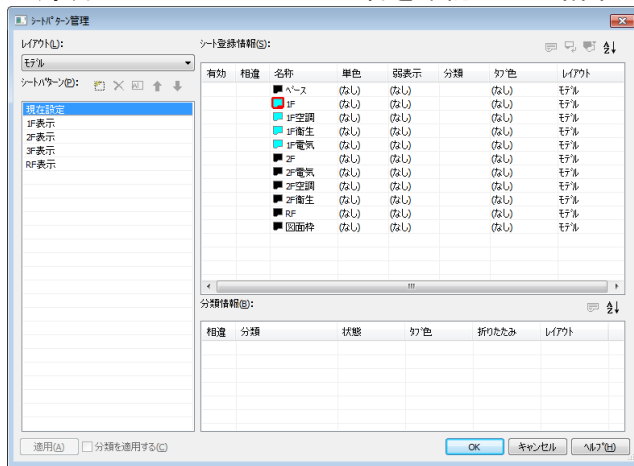 シートパターン管理
レイアウト(L):
モデル
シートパターン(P):
現在設定
1F表示
2F表示
3F表示
RF表示
シート登録情報(S):
有効 相違 名称 単色 弱表示 分類 タブ色 レイアウト
ベース (なし) (なし) (なし) モデル
1F (なし) (なし) (なし) モデル
1F空調 (なし) (なし) (なし) モデル
1F衛生 (なし) (なし) (なし) モデル
1F電気 (なし) (なし) (なし) モデル
2F (なし) (なし) (なし) モデル
2F電気 (なし) (なし) (なし) モデル
2F空調 (なし) (なし) (なし) モデル
2F衛生 (なし) (なし) (なし) モデル
RF (なし) (なし) (なし) モデル
図面枠 (なし) (なし) (なし) モデル
分類情報(B):
相違 分類 状態 タブ色 折りたたみ レイアウト
適用(A) 分類を適用する(C) OK キャンセル ヘルプ(H)